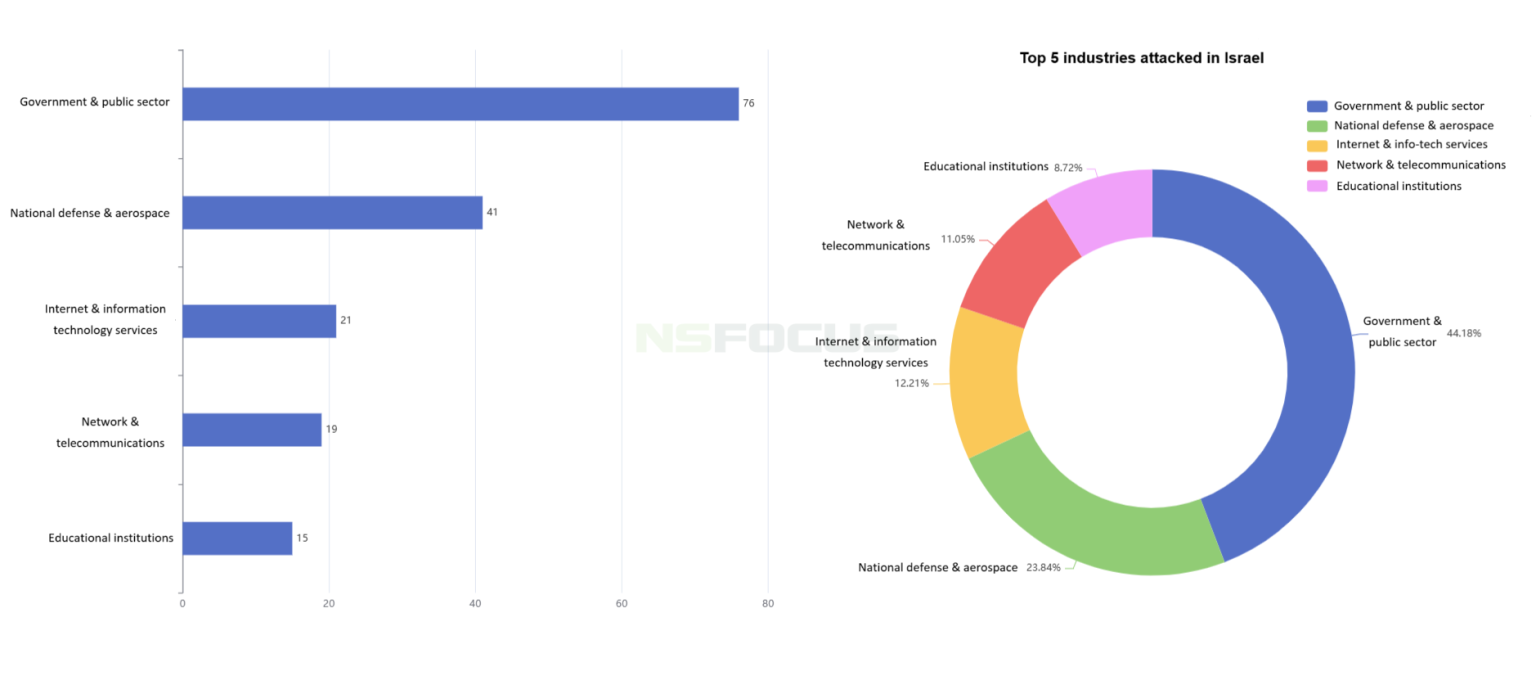 Government & public sector
76
National defense & aerospace
41
Internet & information
technology services
21
Network &
telecommunications
19
Educational institutions
15
0
20
40
60
80
NSFOCUS
Top 5 industries attacked in Israel
Government & public sector
National defense & aerospace
Internet & info-tech services
Network & telecommunications
Educational institutions
Educational institutions 8.72%
Network &
telecommunications
11.05%
Government &
public sector
44.18%
Internet & information
technology services
12.21%
National defense & aerospace 23.84%